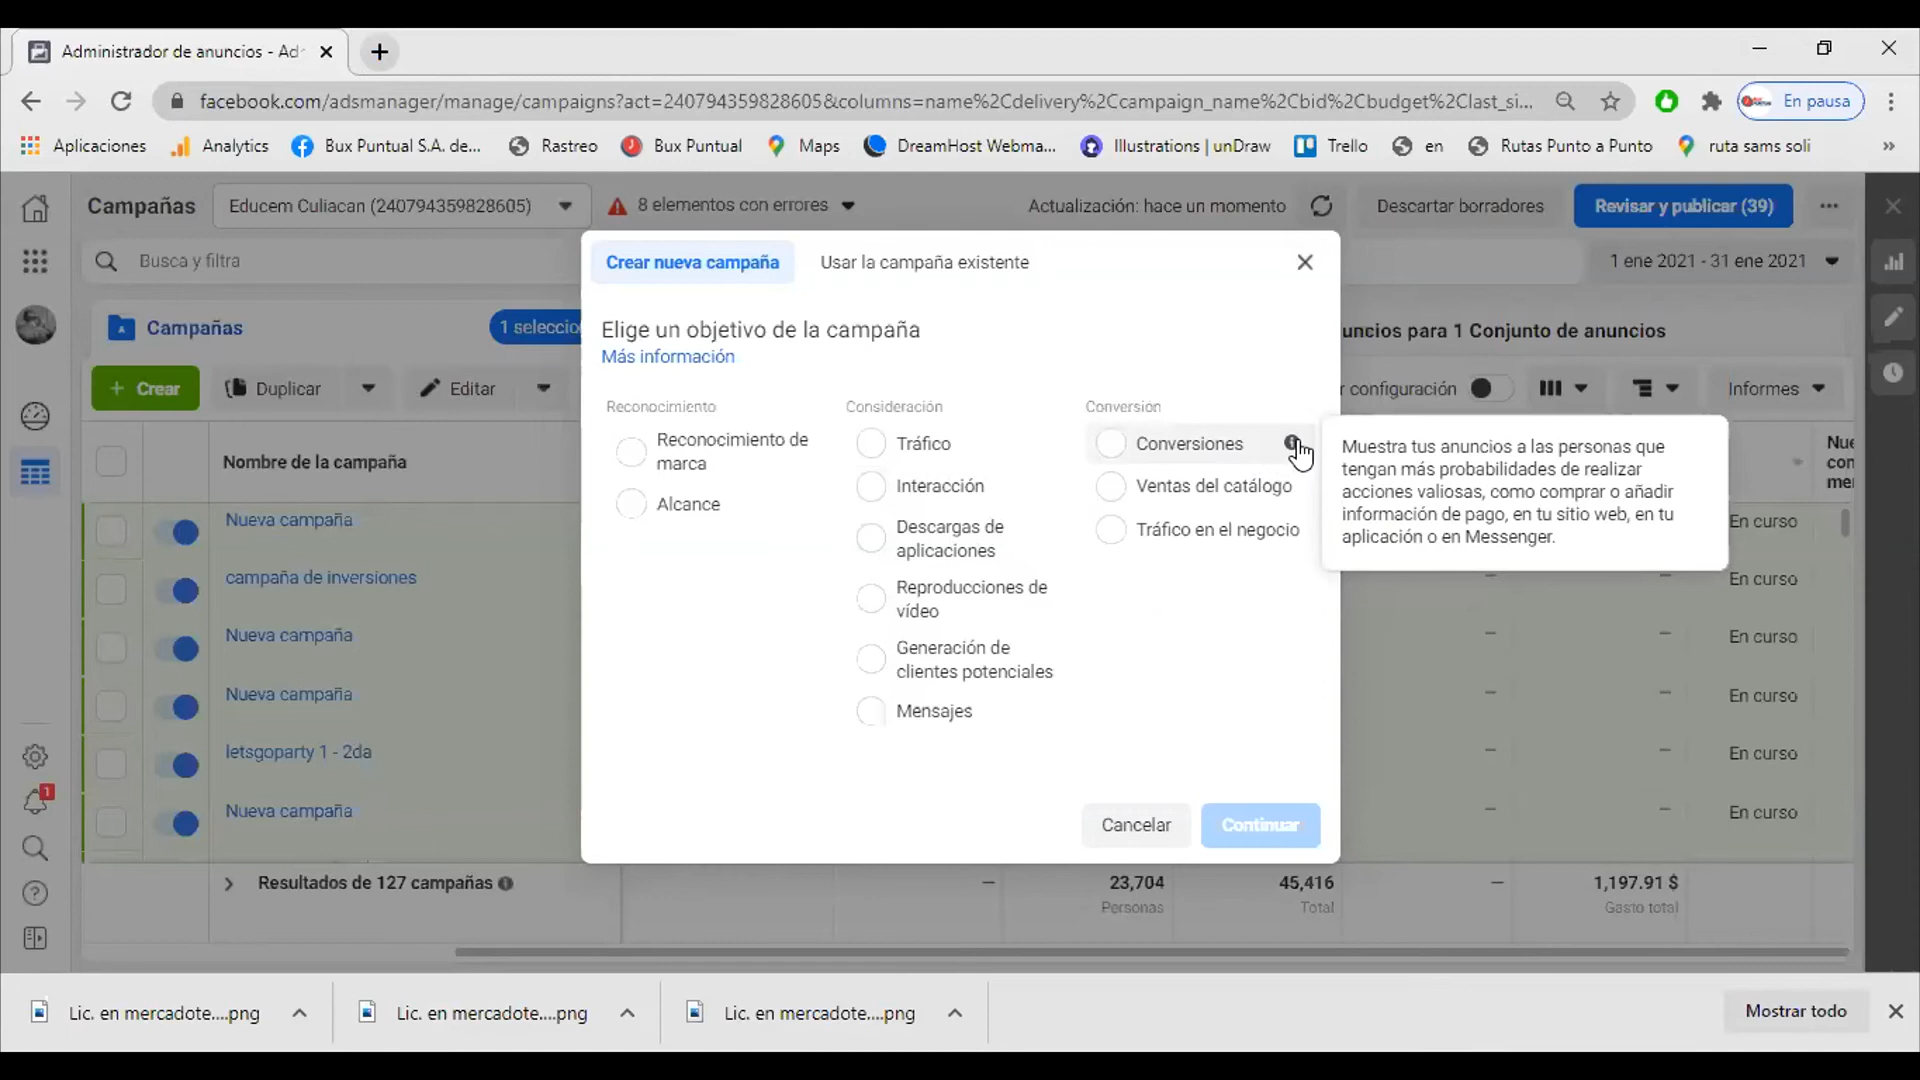 Administrador de anuncios - Ad
facebook.com/adsmanager/manage/campaigns?act=240794359828605&columns=name%2Cdelivery%2Ccampaign_name%2Cbid%2Cbudget%2Clast_si...
En pausa
Aplicaciones
Analytics
Bux Puntual S.A. de...
Rastreo
Bux Puntual
Maps
DreamHost Webma...
Illustrations | unDraw
Trello
en
Rutas Punto a Punto
ruta sams soli
»
Campañas
Educem Culiacan (240794359828605)
8 elementos con errores
Actualización: hace un momento
Descartar borradores
Revisar y publicar (39)
Busca y filtra
1 ene 2021 - 31 ene 2021
Campañas
1 seleccio
uncios para 1 Conjunto de anuncios
+ Crear
Duplicar
Editar
r configuración
Informes
Nombre de la campaña
Nue
con
me
Nueva campaña
En curso
campaña de inversiones
— — En curso
Nueva campaña
— — En curso
Nueva campaña
— — En curso
letsgoparty 1 - 2da
— — En curso
Nueva campaña
— — En curso
Resultados de 127 campañas
—
23,704
Personas
45,416
Total
—
1,197.91 $
Gasto total
Crear nueva campaña
Usar la campaña existente
Elige un objetivo de la campaña
Más información
Reconocimiento
Reconocimiento de
marca
Alcance
Consideración
Tráfico
Interacción
Descargas de
aplicaciones
Reproducciones de
vídeo
Generación de
clientes potenciales
Mensajes
Conversión
Conversiones
Ventas del catálogo
Tráfico en el negocio
Muestra tus anuncios a las personas que
tengan más probabilidades de realizar
acciones valiosas, como comprar o añadir
información de pago, en tu sitio web, en tu
aplicación o en Messenger.
Cancelar
Continuar
1
Lic. en mercadote....png
Lic. en mercadote....png
Lic. en mercadote....png
Mostrar todo